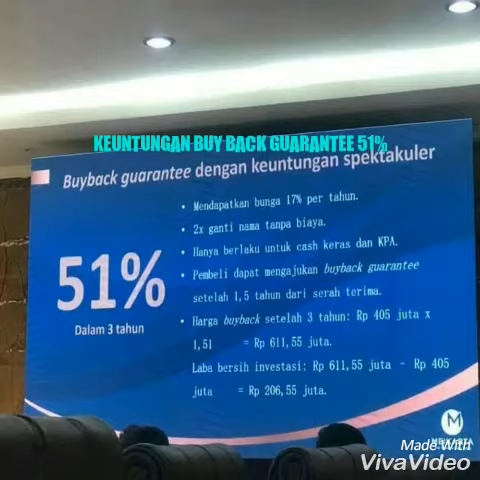 KEUNTUNGAN BUY BACK GUARANTEE 51%
Buyback guarantee dengan keuntungan spektakuler
51%
Dalam 3 tahun
• Mendapatkan bunga 17% per tahun.
• 2x ganti nama tanpa biaya.
• Hanya berlaku untuk cash keras dan KPA.
• Pembeli dapat mengajukan buyback guarantee
setelah 1,5 tahun dari serah terima.
• Harga buyback setelah 3 tahun: Rp 405 juta x
1,51 = Rp 611,55 juta.
Laba bersih investasi: Rp 611,55 juta - Rp 405
juta = Rp 206,55 juta.
M
Made With
VivaVideo